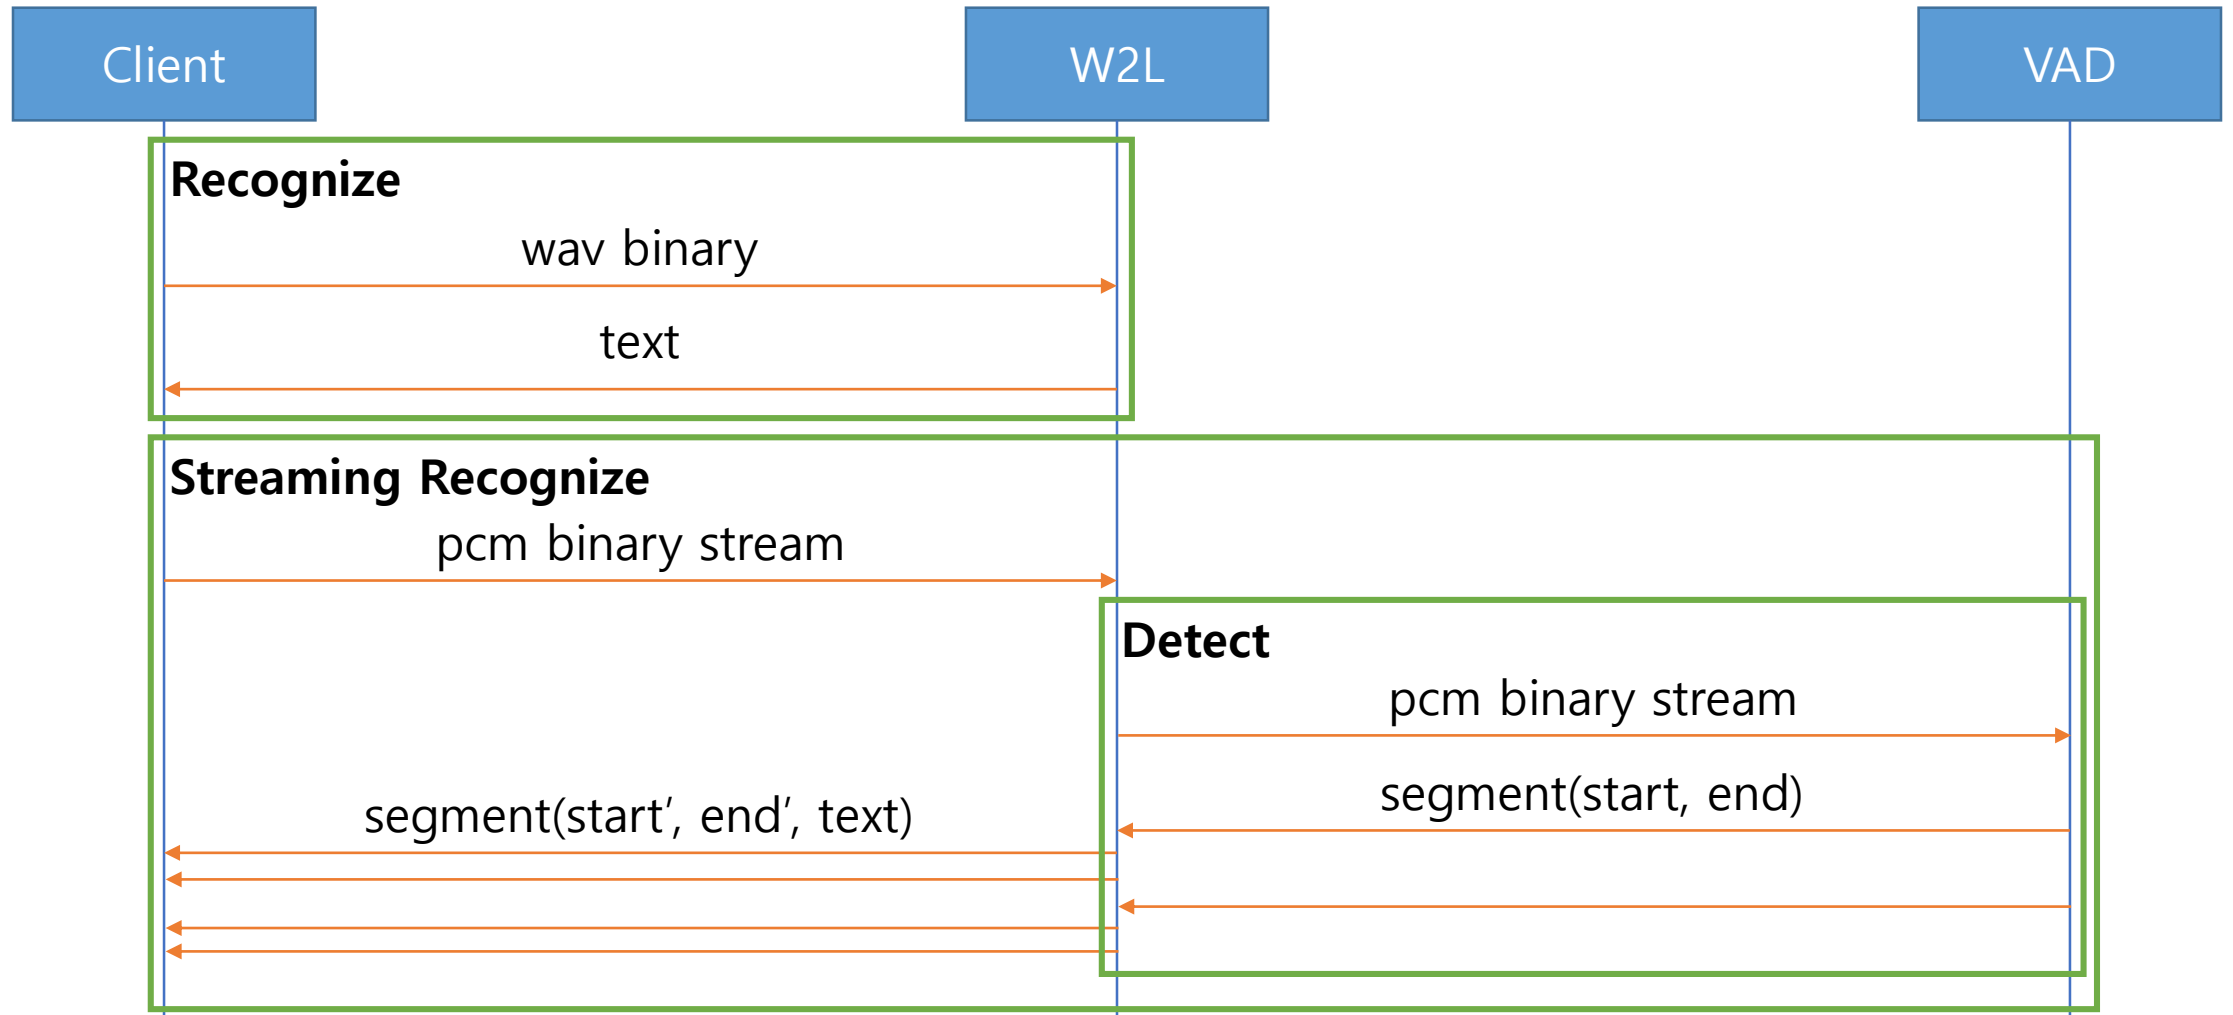 Client
W2L
VAD
Recognize
wav binary
text
Streaming Recognize
pcm binary stream
Detect
pcm binary stream
segment(start, end)
segment(start′, end′, text)